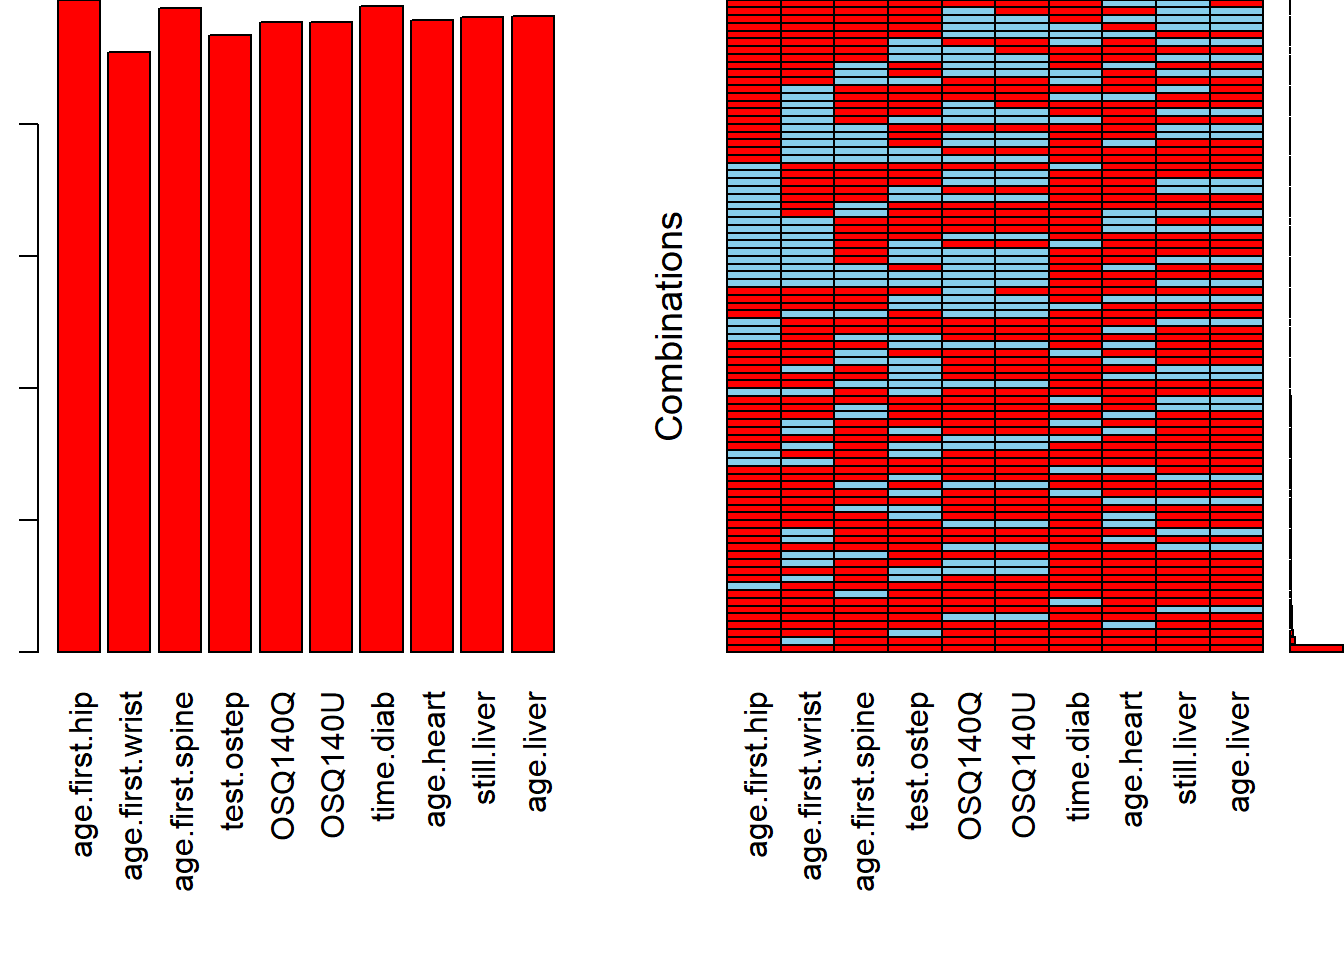 age.first.hip
age.first.wrist
age.first.spine
test.ostep
OSQ140Q
OSQ140U
time.diab
age.heart
still.liver
age.liver
Combinations
age.first.hip
age.first.wrist
age.first.spine
test.ostep
OSQ140Q
OSQ140U
time.diab
age.heart
still.liver
age.liver